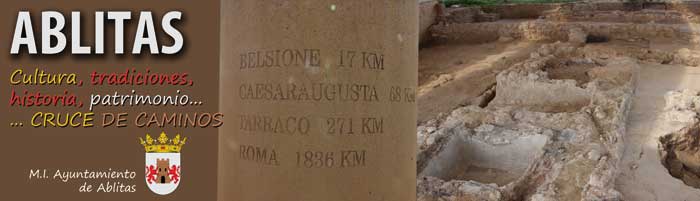 ABLITAS
Cultura, tradiciones,
historia, patrimonio...
... CRUCE DE CAMINOS
M.I. Ayuntamiento
de Ablitas
BELSIONE 17 KM
CAESARAUGUSTA 68 KM
TARRACO 271 KM
ROMA 1836 KM